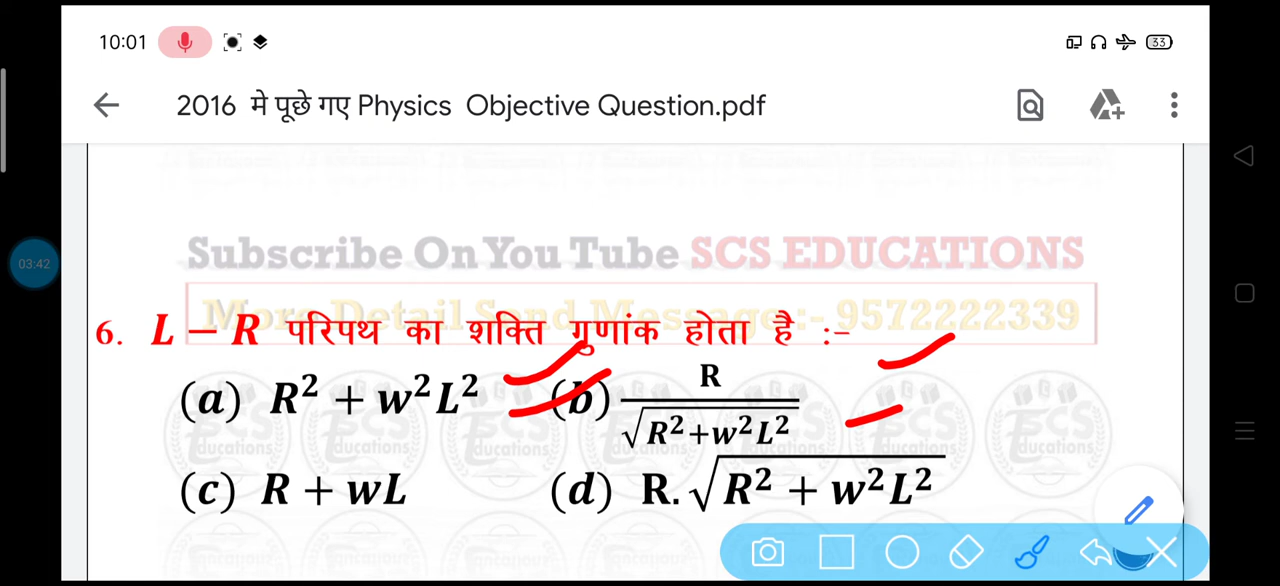 10:01 33
2016 मे पूछे गए Physics Objective Question.pdf
Subscribe On You Tube SCS EDUCATIONS
More Detail Send Message:- 9572222339
03:42
6. L – R परिपथ का शक्ति गुणांक होता है :-
(a) R² + w²L² (b) R/√R²+w²L²
(c) R + wL (d) R.√R² + w²L²